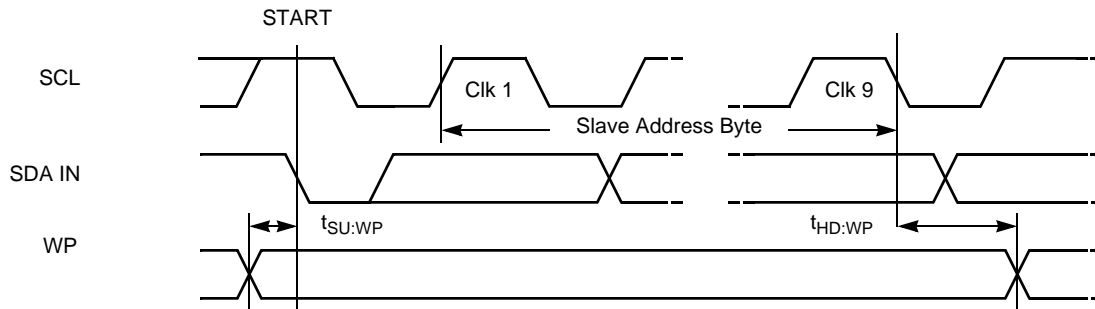 START
SCL
Clk 1
Clk 9
Slave Address Byte
SDA IN
tSU:WP
tHD:WP
WP